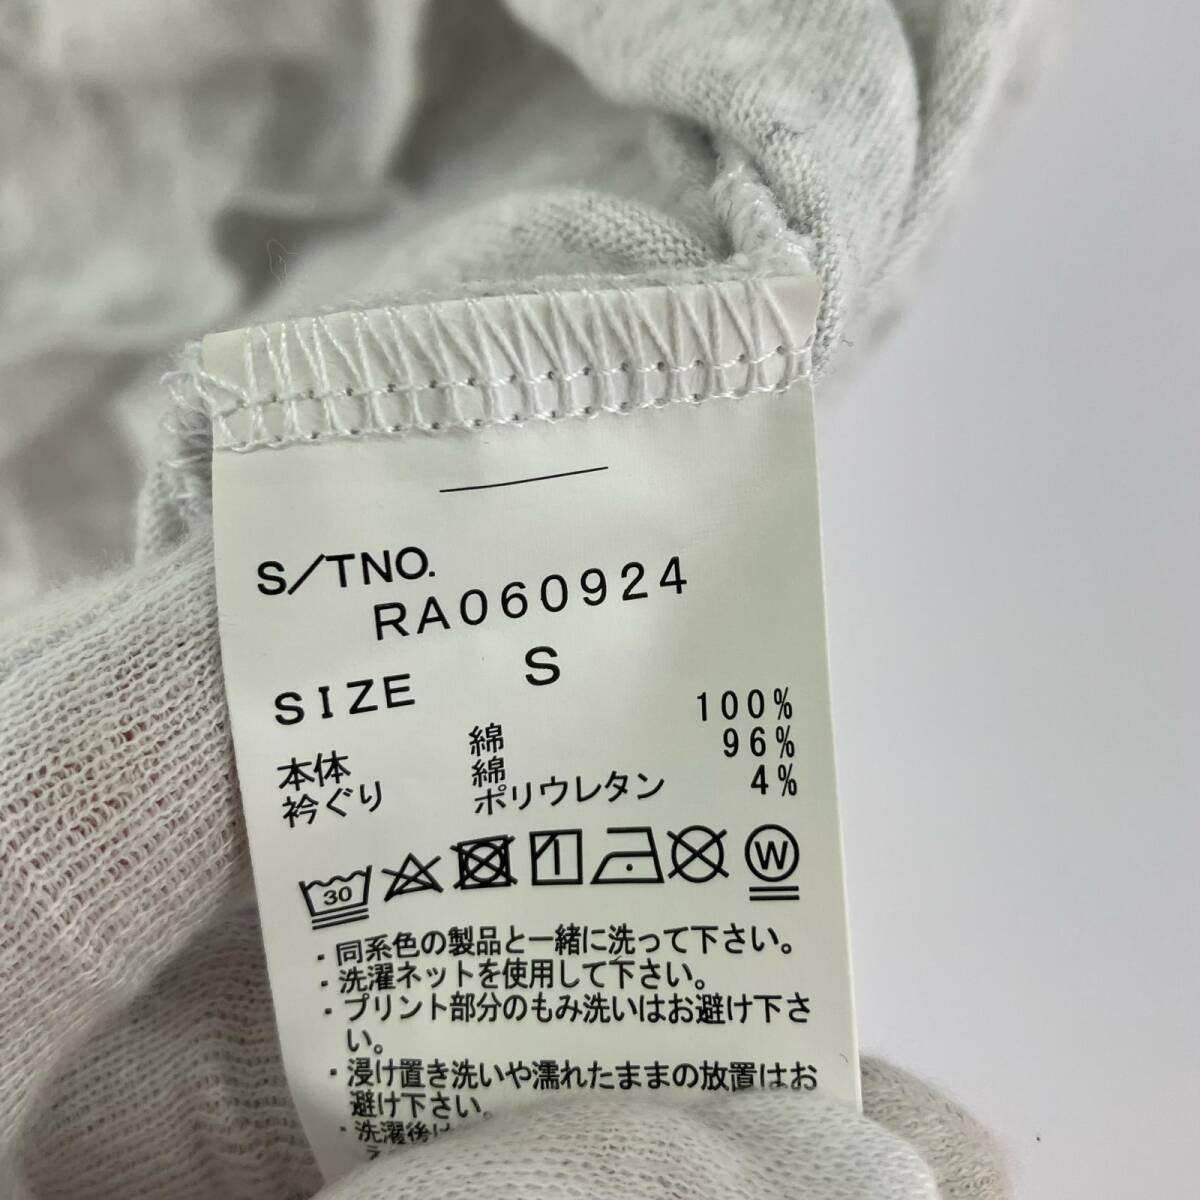 S/TNO.
RA060924
SIZE S
本体 綿 100%
衿ぐり 綿 96%
ポリウレタン 4%
30
W
・同系色の製品と一緒に洗って下さい。
・洗濯ネットを使用して下さい。
・プリント部分のもみ洗いはお避け下さ
い。
・浸け置き洗いや濡れたままの放置はお
避け下さい。
・洗濯後は